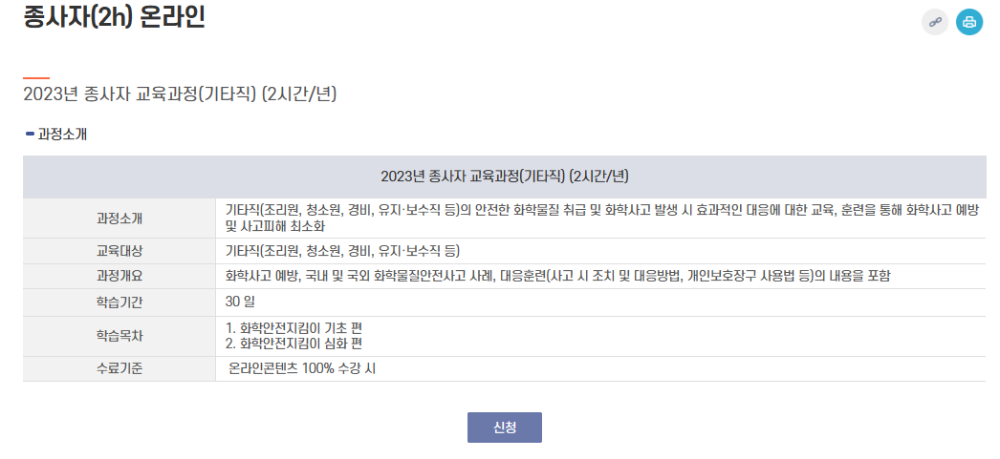 종사자(2h) 온라인
2023년 종사자 교육과정(기타직) (2시간/년)
과정소개
2023년 종사자 교육과정(기타직) (2시간/년)
과정소개
기타직(조리원, 청소원, 경비, 유지·보수직 등)의 안전한 화학물질 취급 및 화학사고 발생 시 효과적인 대응에 대한 교육, 훈련을 통해 화학사고 예방
및 사고피해 최소화
교육대상
기타직(조리원, 청소원, 경비, 유지·보수직 등)
과정개요
화학사고 예방, 국내 및 국외 화학물질안전사고 사례, 대응훈련(사고 시 조치 및 대응방법, 개인보호장구 사용법 등)의 내용을 포함
학습기간
30 일
학습목차
1. 화학안전지킴이 기초 편
2. 화학안전지킴이 심화 편
수료기준
온라인콘텐츠 100% 수강 시
신청